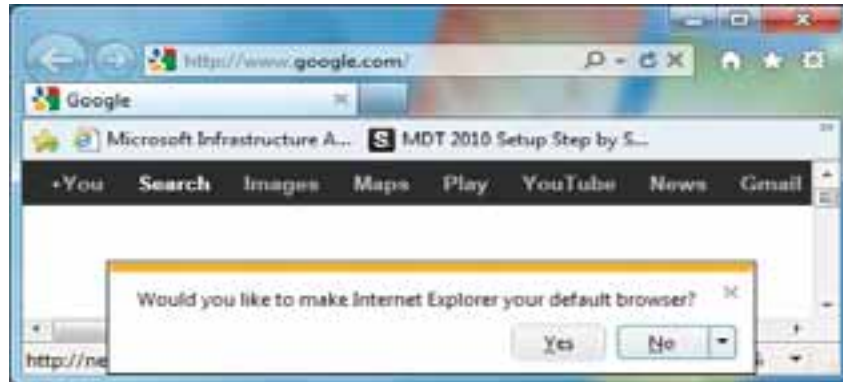 http://www.google.com/
Google
Microsoft Infrastructure A... S MDT 2010 Setup Step by S...
+You Search Images Maps Play YouTube News Gmail
Would you like to make Internet Explorer your default browser?
Yes No
http://ne